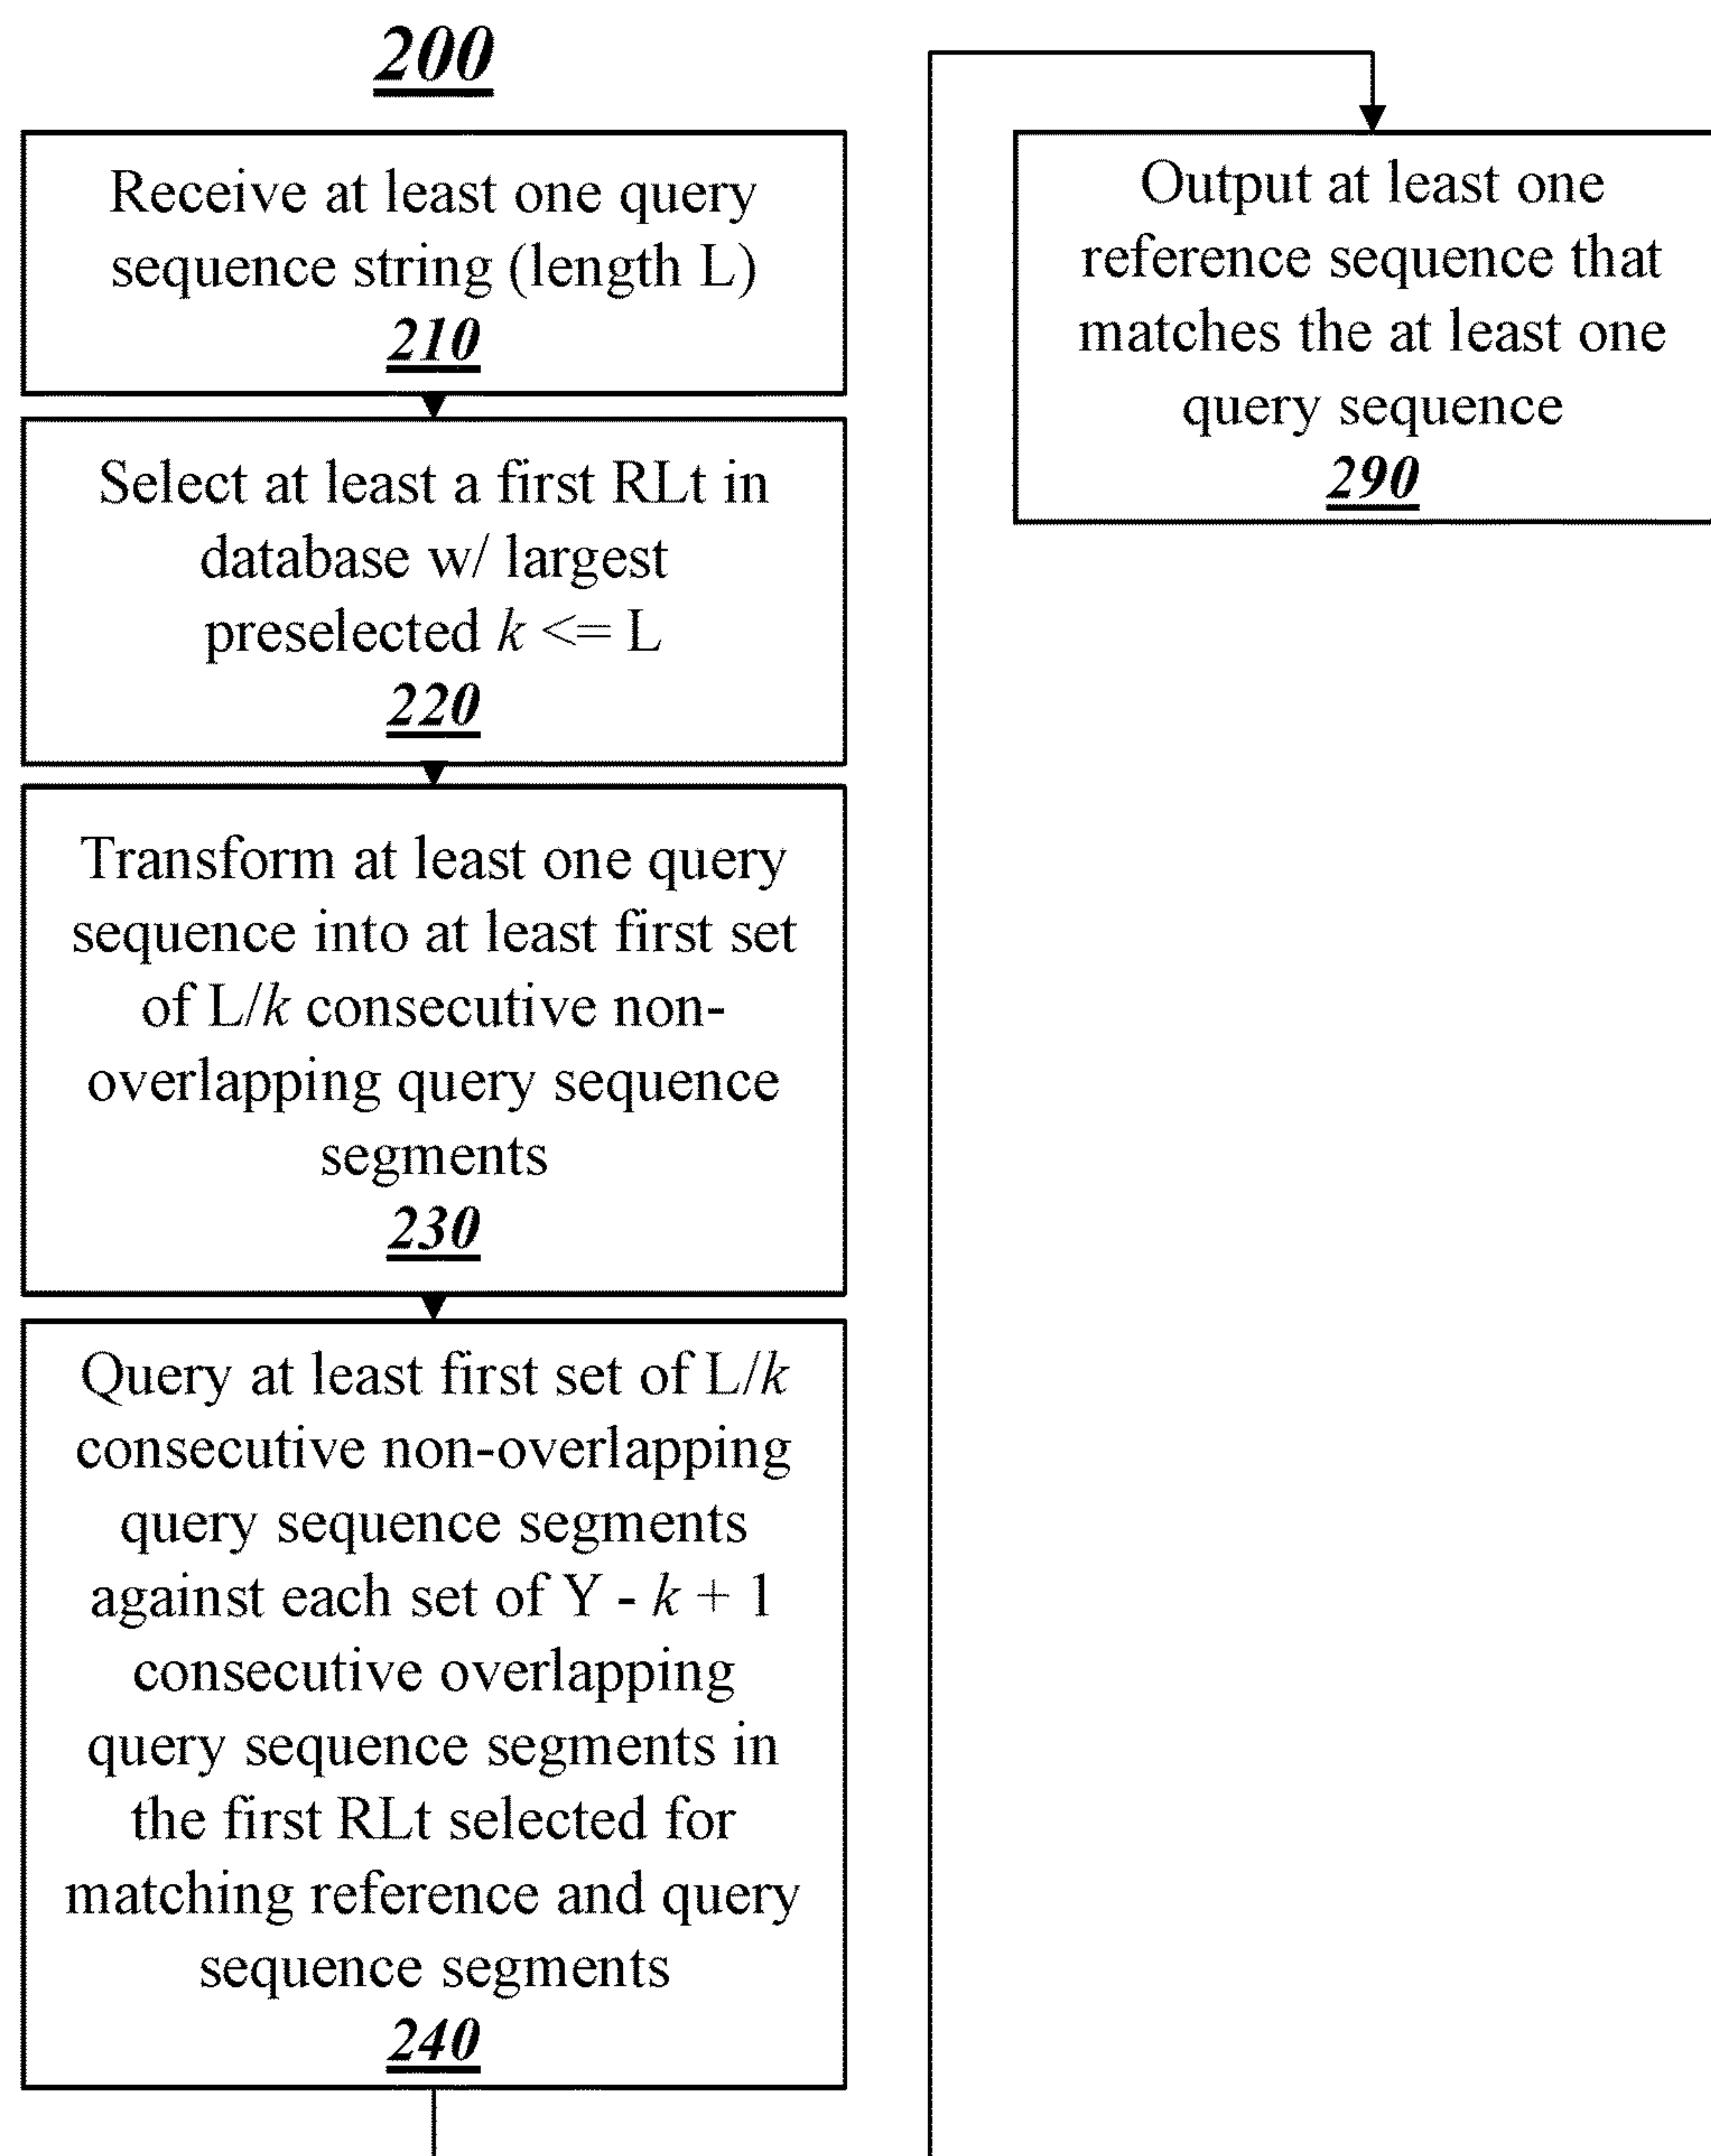 200
Receive at least one query
sequence string (length L)
210
Select at least a first RLt in
database w/ largest
preselected k <= L
220
Transform at least one query
sequence into at least first set
of L/k consecutive non-
overlapping query sequence
segments
230
Query at least first set of L/k
consecutive non-overlapping
query sequence segments
against each set of Y - k + 1
consecutive overlapping
query sequence segments in
the first RLt selected for
matching reference and query
sequence segments
240
Output at least one
reference sequence that
matches the at least one
query sequence
290